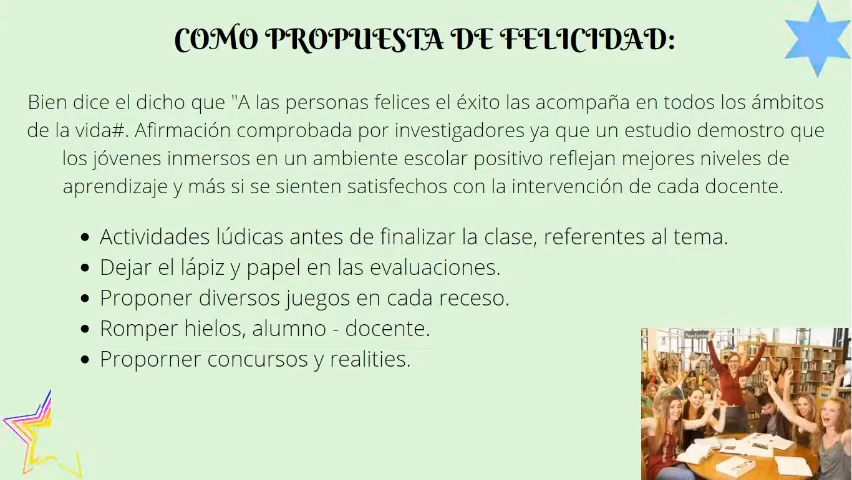 COMO PROPUESTA DE FELICIDAD:
Bien dice el dicho que "A las personas felices el éxito las acompaña en todos los ámbitos
de la vida#. Afirmación comprobada por investigadores ya que un estudio demostro que
los jóvenes inmersos en un ambiente escolar positivo reflejan mejores niveles de
aprendizaje y más si se sienten satisfechos con la intervención de cada docente.
• Actividades lúdicas antes de finalizar la clase, referentes al tema.
• Dejar el lápiz y papel en las evaluaciones.
• Proponer diversos juegos en cada receso.
• Romper hielos, alumno - docente.
• Proporner concursos y realities.